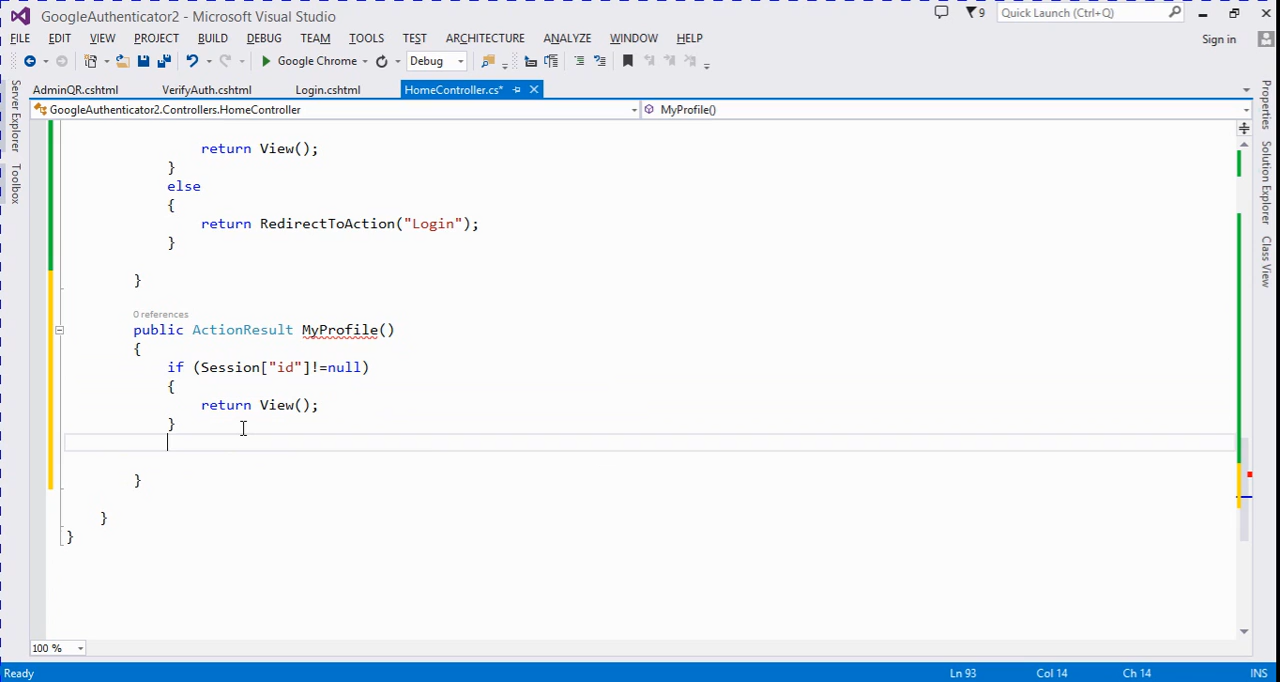 GoogleAuthenticator2 - Microsoft Visual Studio
9
Quick Launch (Ctrl+Q)
FILE EDIT VIEW PROJECT BUILD DEBUG TEAM TOOLS TEST ARCHITECTURE ANALYZE WINDOW HELP
Sign in
Google Chrome Debug
AdminQR.cshtml VerifyAuth.cshtml Login.cshtml HomeController.cs*
GoogleAuthenticator2.Controllers.HomeController MyProfile()
Server Explorer
Toolbox
Properties
Solution Explorer
Class View
return View();
}
else
{
return RedirectToAction("Login");
}
}
0 references
public ActionResult MyProfile()
{
if (Session["id"]!=null)
{
return View();
}
}
}
}
100 %
Ready Ln 93 Col 14 Ch 14 INS